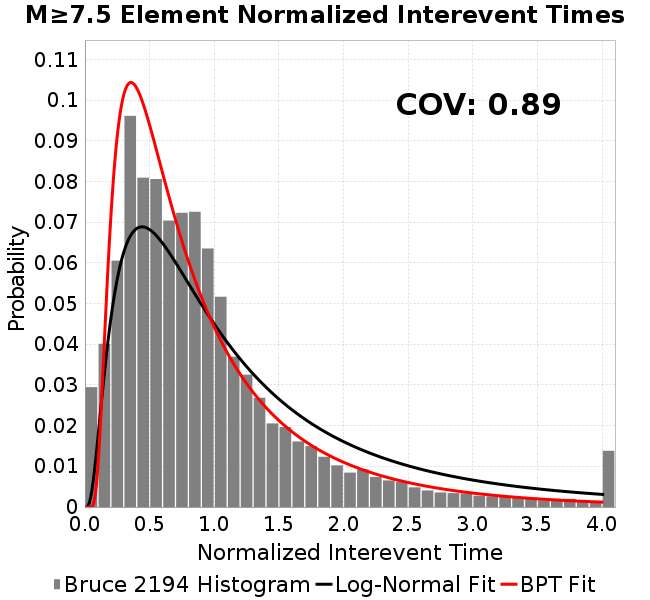 M≥7.5 Element Normalized Interevent Times
COV: 0.89
Probability
0.11
0.1
0.09
0.08
0.07
0.06
0.05
0.04
0.03
0.02
0.01
0
0.0 0.5 1.0 1.5 2.0 2.5 3.0 3.5 4.0
Normalized Interevent Time
Bruce 2194 Histogram Log-Normal Fit BPT Fit